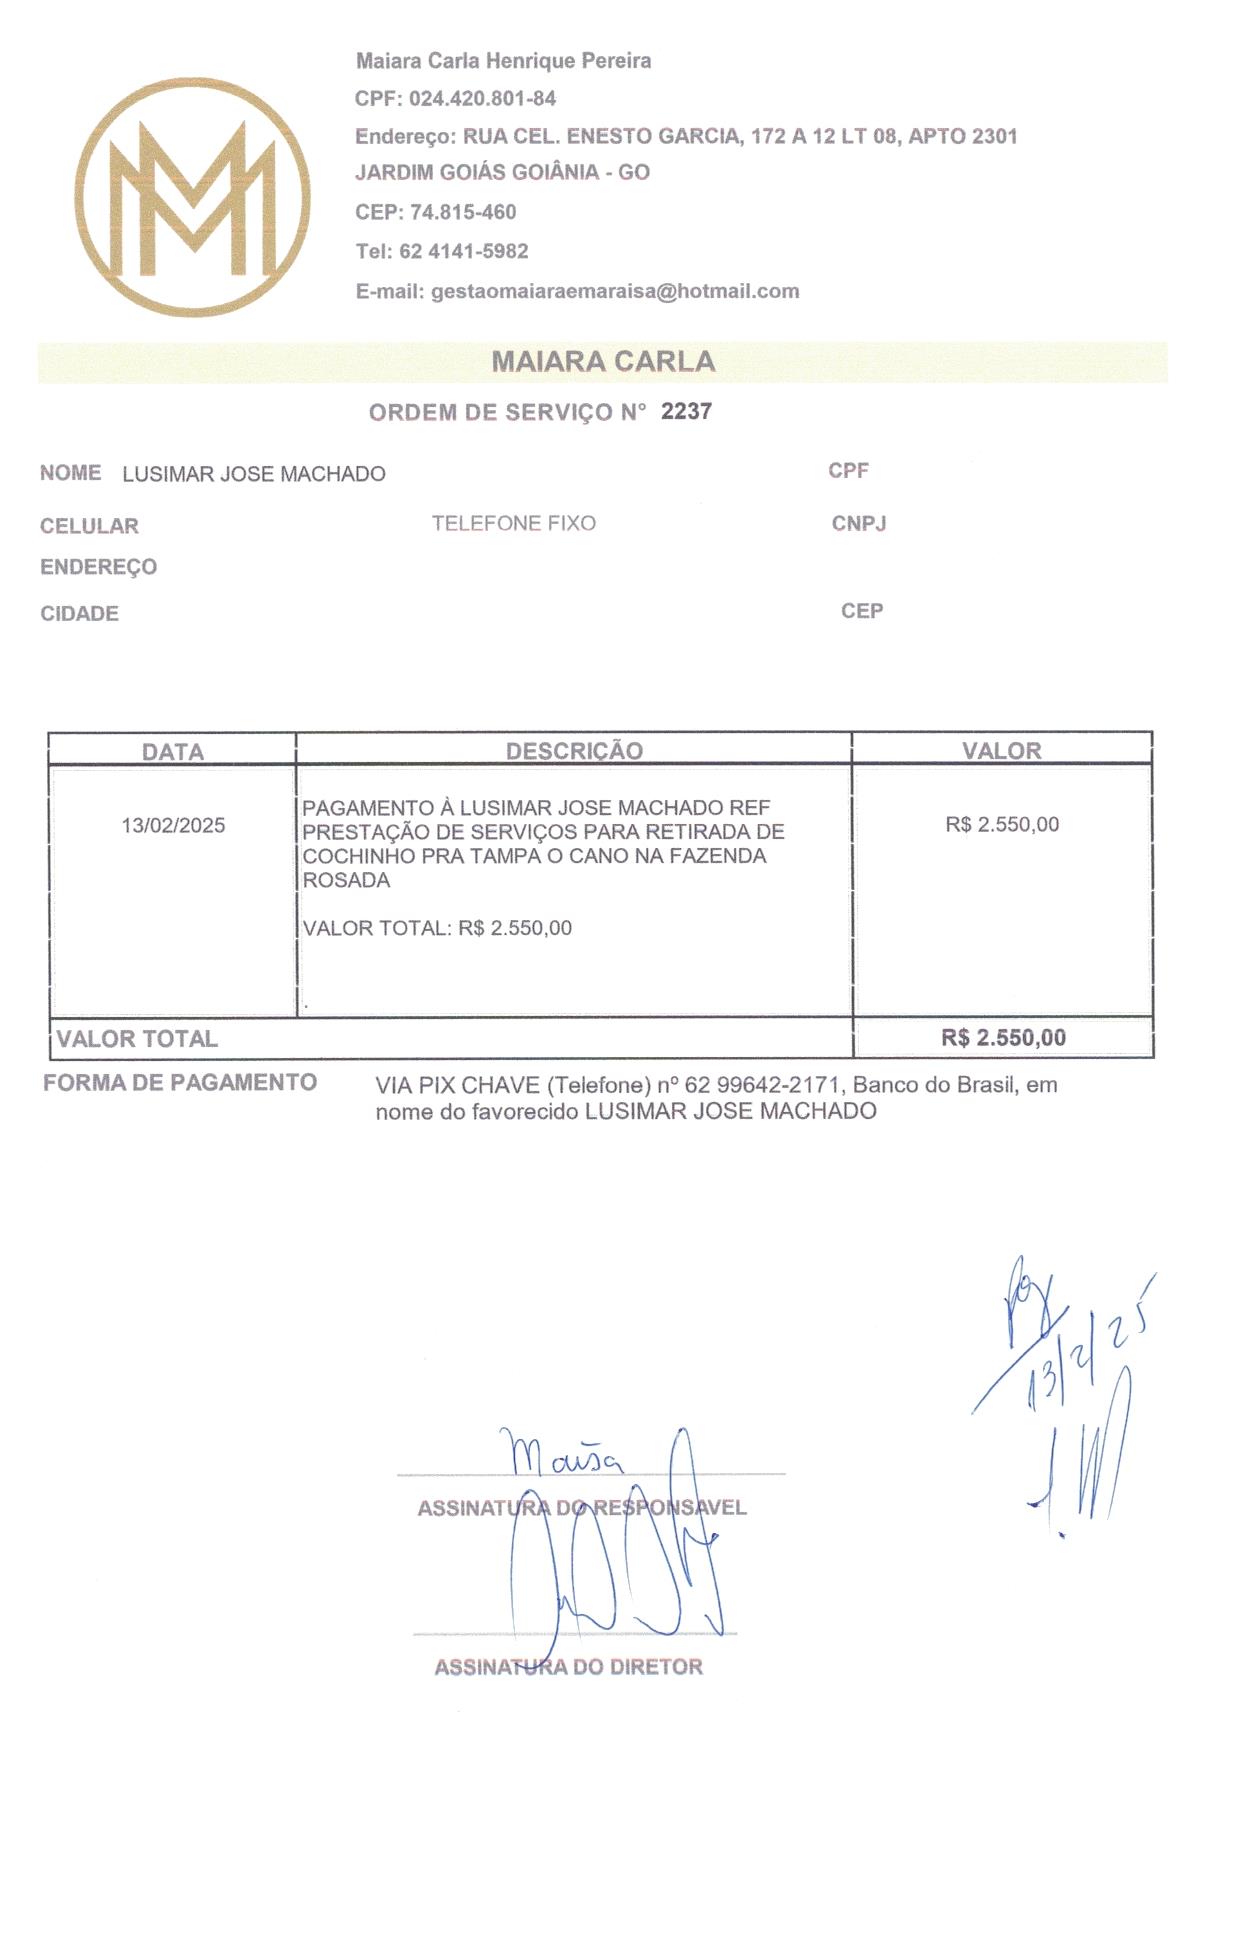 Maiara Carla Henrique Pereira
CPF: 024.420.801-84
Endereço: RUA CEL. ENESTO GARCIA, 172 A 12 LT 08, APTO 2301
JARDIM GOIÁS GOIÂNIA - GO
CEP: 74.815-460
Tel: 62 4141-5982
E-mail: gestaomaiaraemaraisa@hotmail.com
MAIARA CARLA
ORDEM DE SERVIÇO N° 2237
NOME LUSIMAR JOSE MACHADO CPF
CELULAR TELEFONE FIXO CNPJ
ENDEREÇO
CIDADE CEP
DATA DESCRIÇÃO VALOR
13/02/2025
PAGAMENTO À LUSIMAR JOSE MACHADO REF
PRESTAÇÃO DE SERVIÇOS PARA RETIRADA DE
COCHINHO PRA TAMPA O CANO NA FAZENDA
ROSADA
VALOR TOTAL: R$ 2.550,00
R$ 2.550,00
VALOR TOTAL R$ 2.550,00
FORMA DE PAGAMENTO VIA PIX CHAVE (Telefone) nº 62 99642-2171, Banco do Brasil, em
nome do favorecido LUSIMAR JOSE MACHADO
13/2/25
Maisa
ASSINATURA DO RESPONSAVEL
ASSINATURA DO DIRETOR